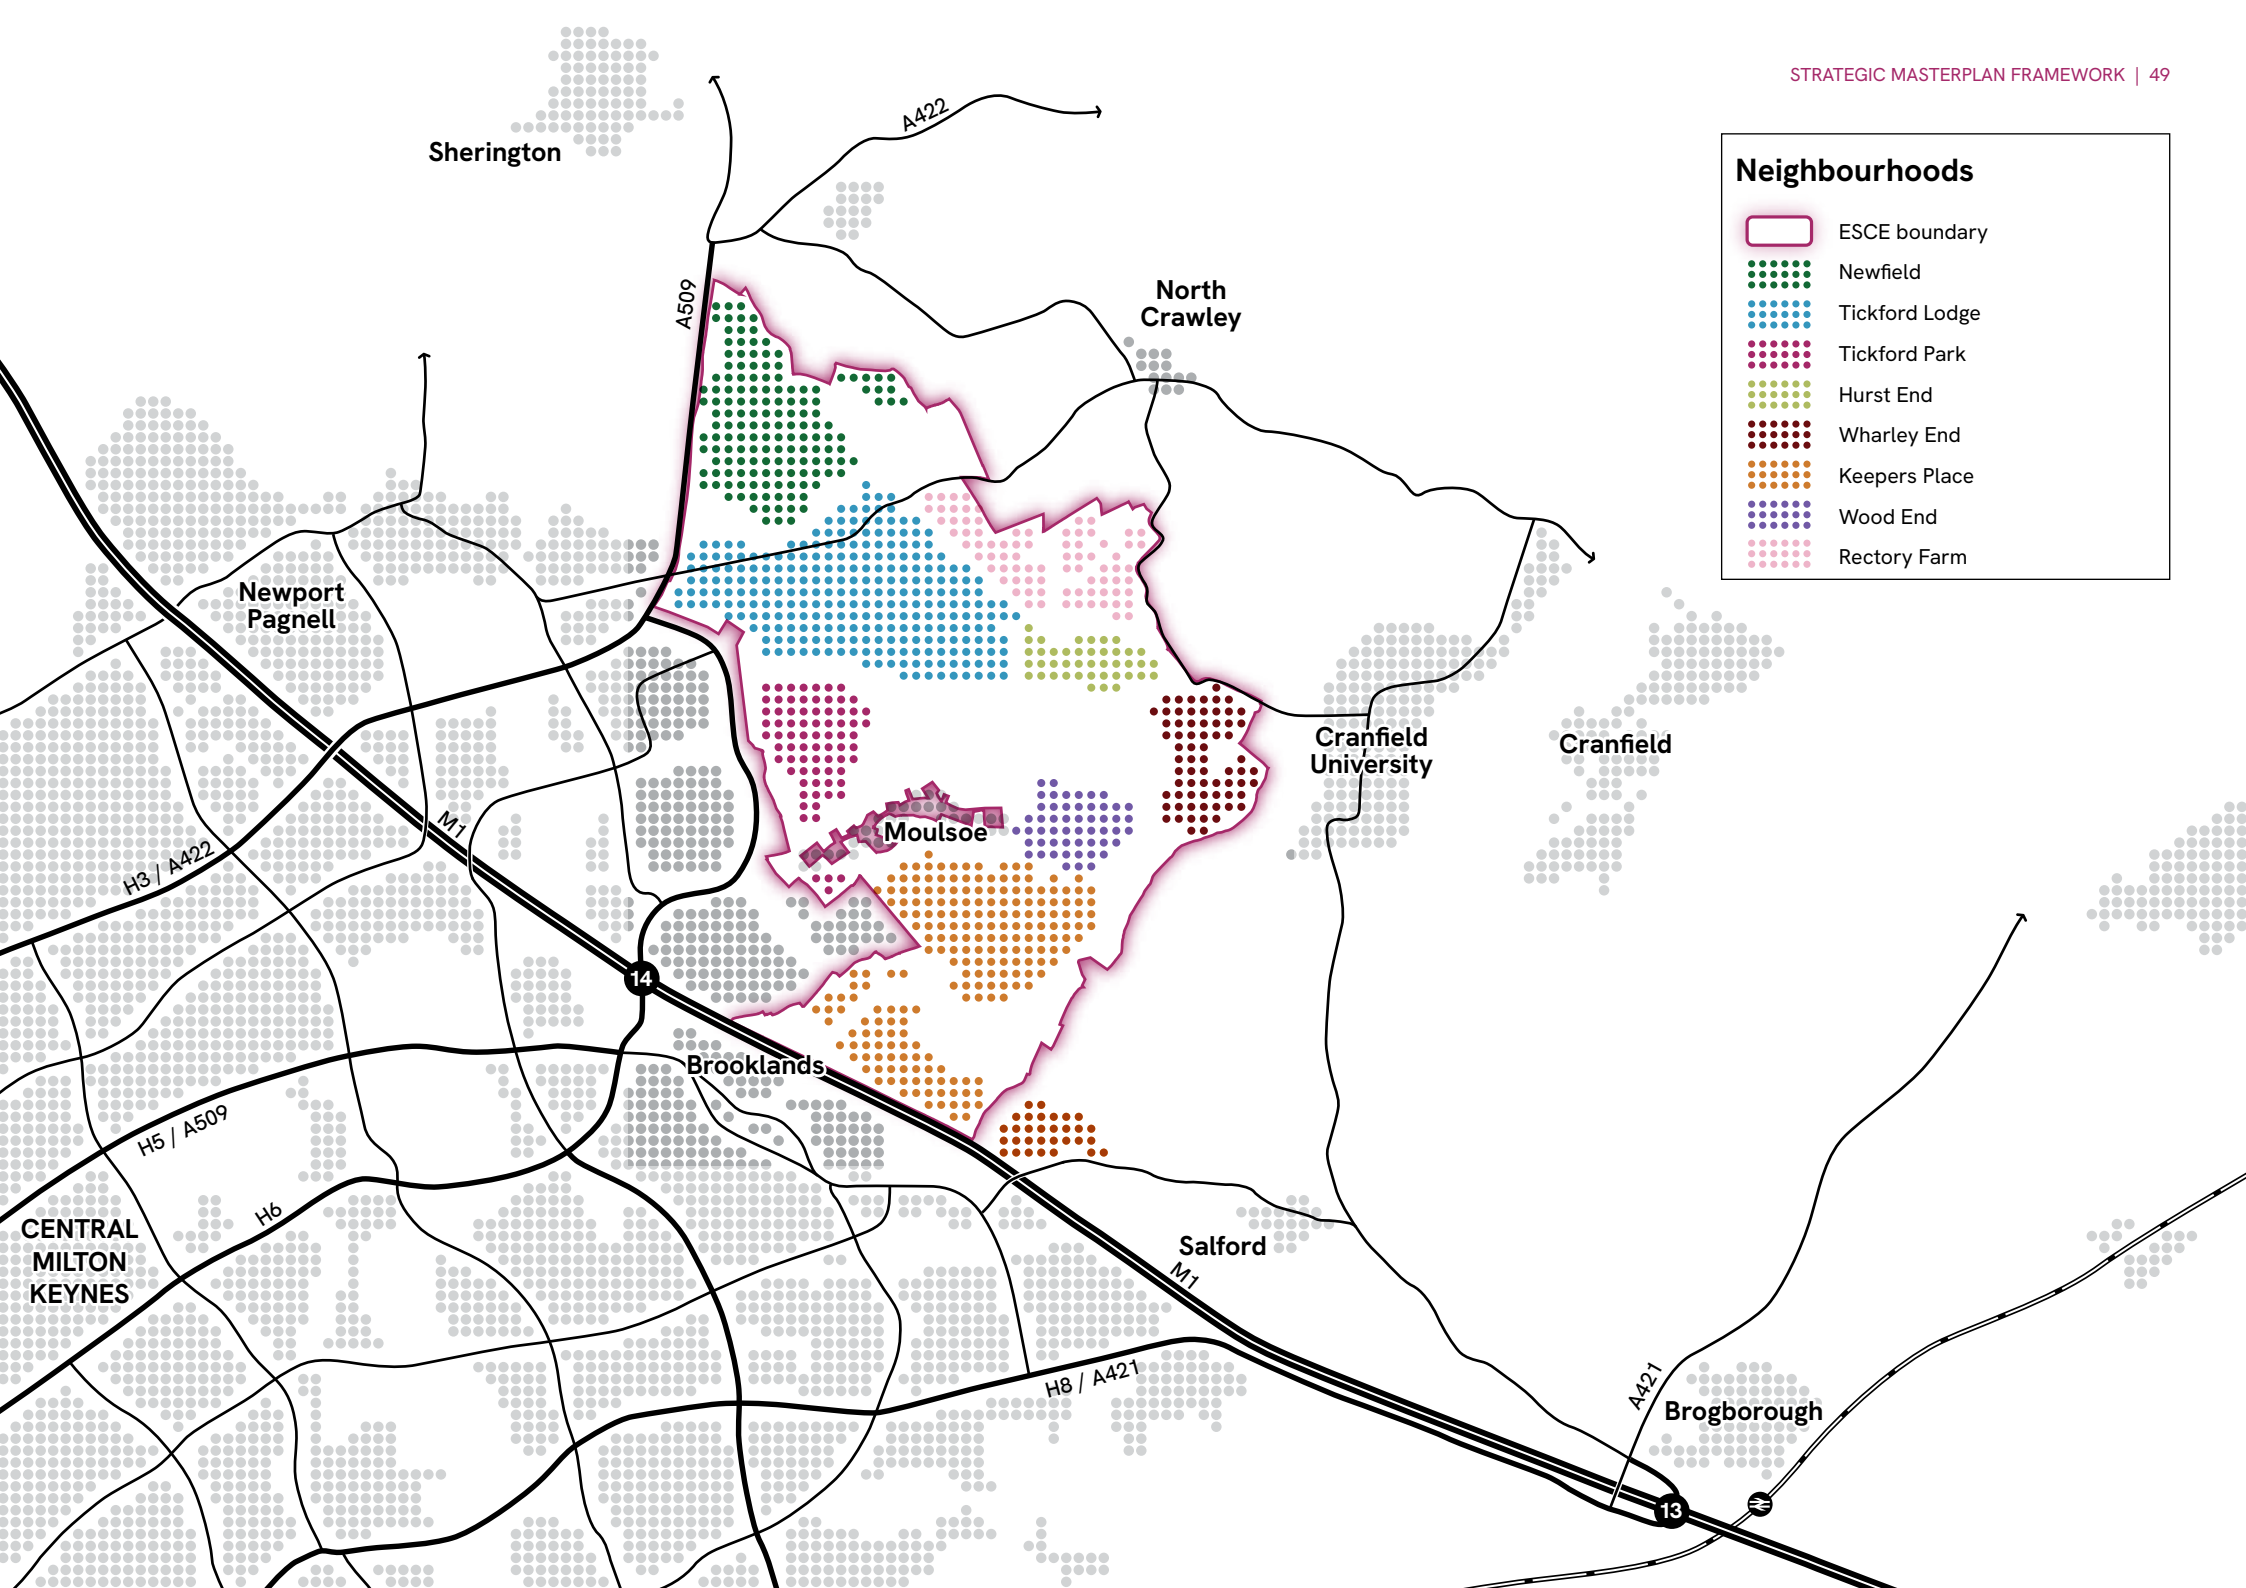 STRATEGIC MASTERPLAN FRAMEWORK | 49
Neighbourhoods
ESCE boundary
Newfield
Tickford Lodge
Tickford Park
Hurst End
Wharley End
Keepers Place
Wood End
Rectory Farm
Sherington
A422
A509
North
Crawley
Newport
Pagnell
Cranfield
University
Cranfield
M1
Moulsoe
H3 / A422
14
Brooklands
H5 / A509
H6
CENTRAL
MILTON
KEYNES
Salford
M1
H8 / A421
A421
Brogborough
13